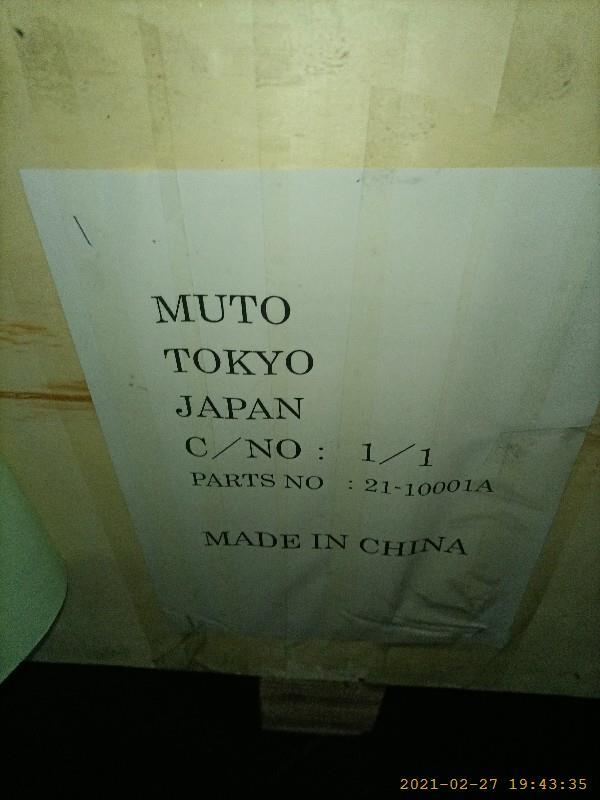 MUTO
TOKYO
JAPAN
C/NO : 1/1
PARTS NO : 21-10001A
MADE IN CHINA
2021-02-27 19:43:35